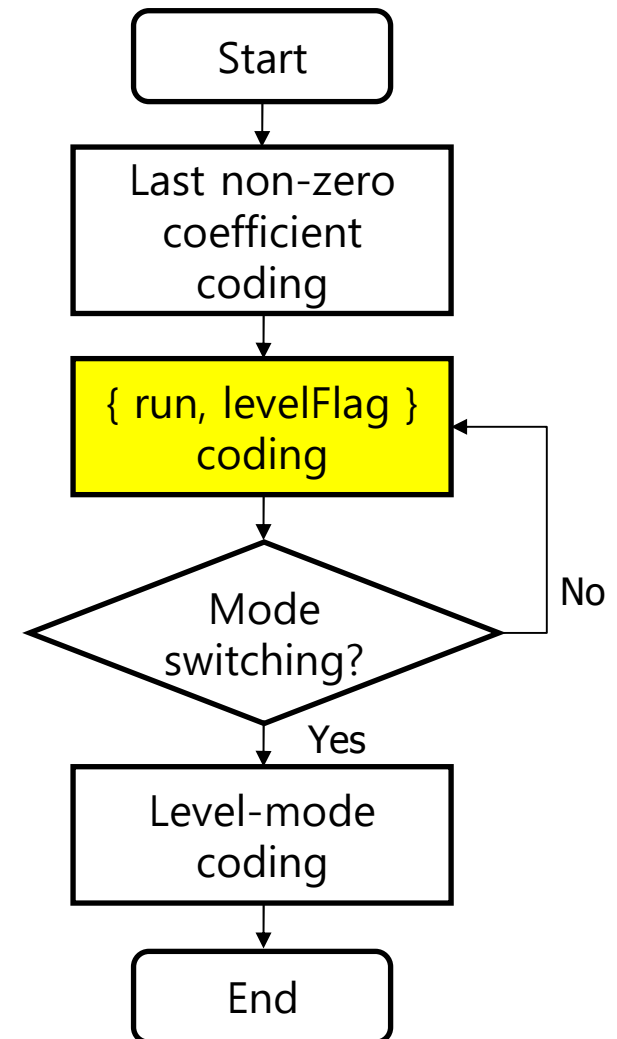 Start
Last non-zero
coefficient
coding
{ run, levelFlag }
coding
Mode
switching?
No
Yes
Level-mode
coding
End